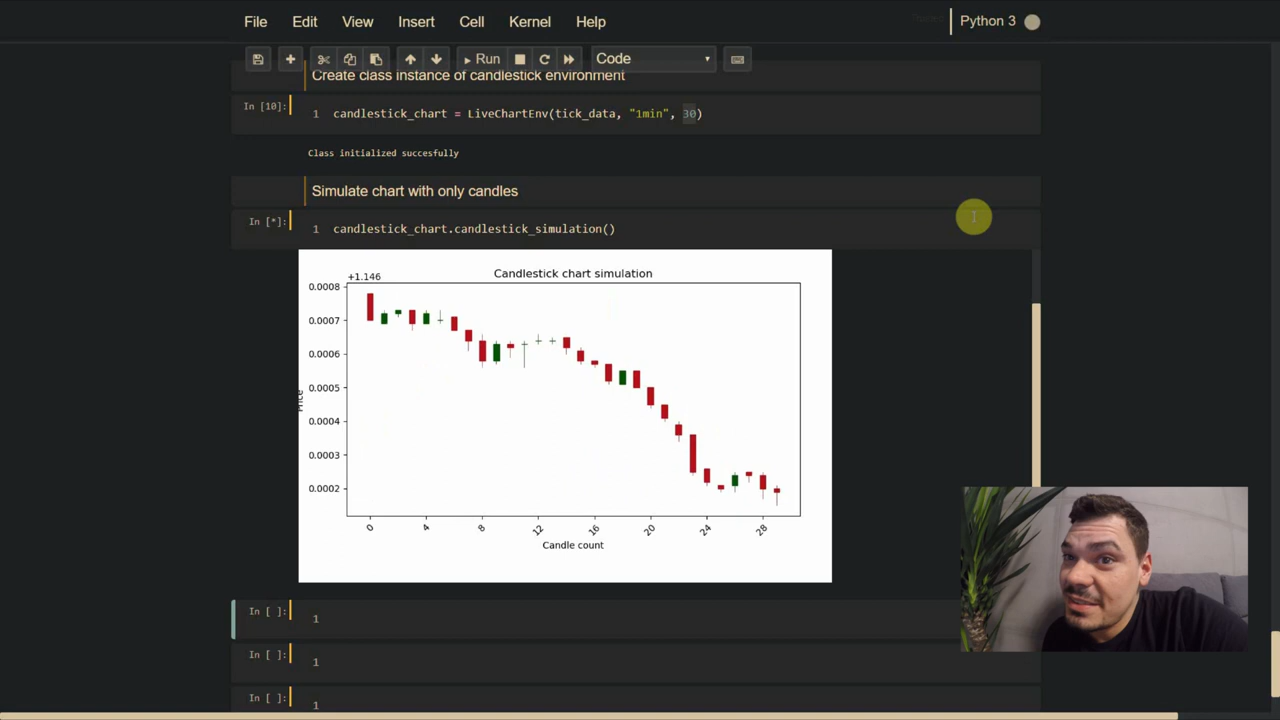 File Edit View Insert Cell Kernel Help
Python 3
Run Code
Create class instance of candlestick environment
In [10]:
1 candlestick_chart = LiveChartEnv(tick_data, "1min", 30)
Class initialized succesfully
Simulate chart with only candles
In [*]:
1 candlestick_chart.candlestick_simulation()
+1.146
Candlestick chart simulation
0.0008
0.0007
0.0006
0.0005
0.0004
0.0003
0.0002
Price
0 4 8 12 16 20 24 28
Candle count
In [ ]:
1
In [ ]:
1
In [ ]:
1